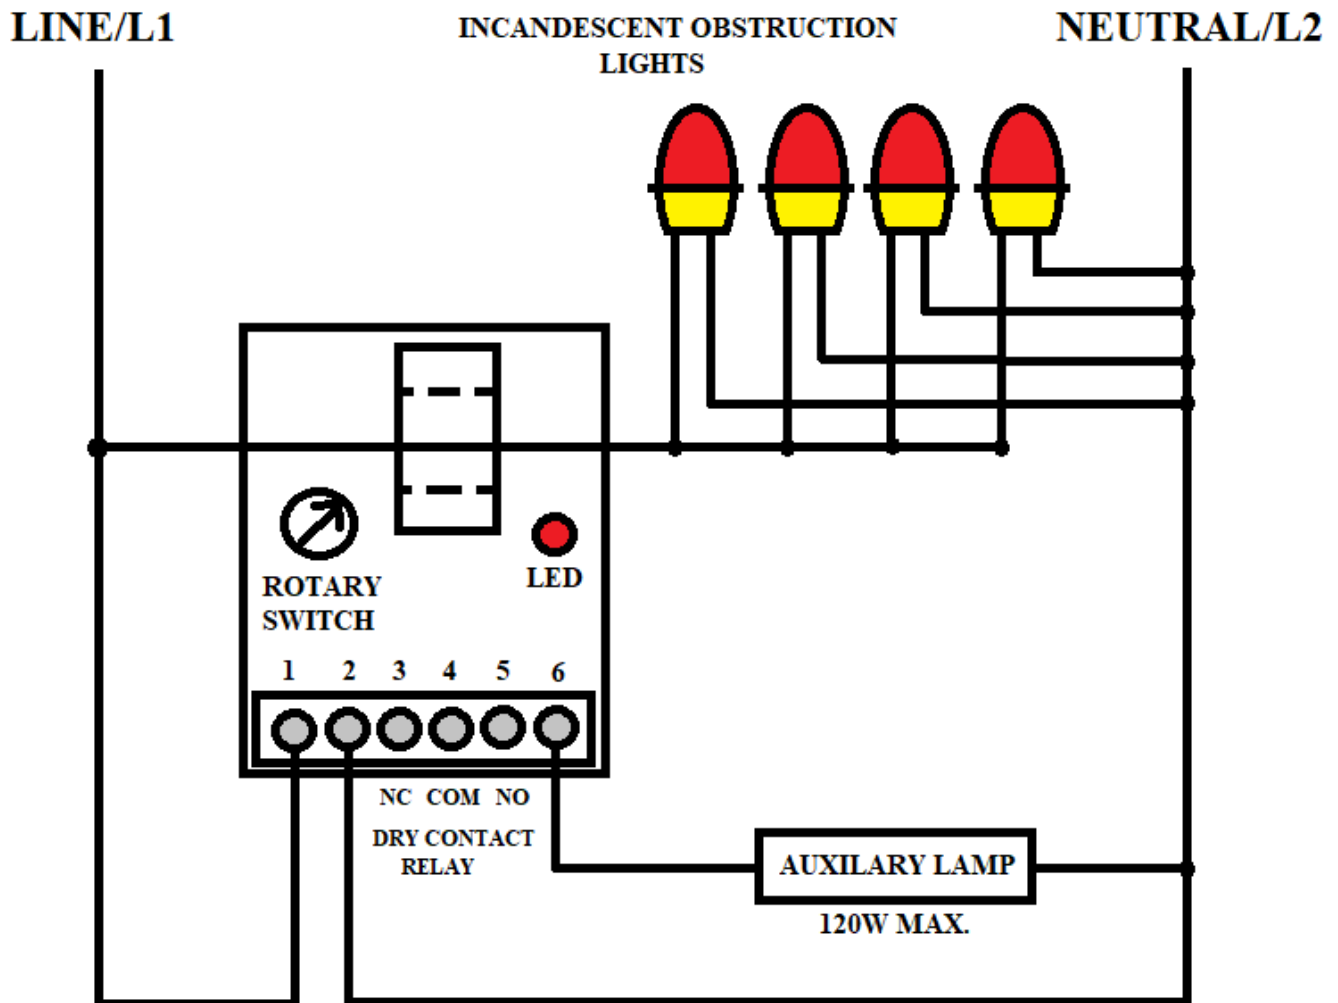 LINE/L1
INCANDESCENT OBSTRUCTION
LIGHTS
NEUTRAL/L2
ROTARY
SWITCH
LED
1 2 3 4 5 6
NC COM NO
DRY CONTACT
RELAY
AUXILARY LAMP
120W MAX.